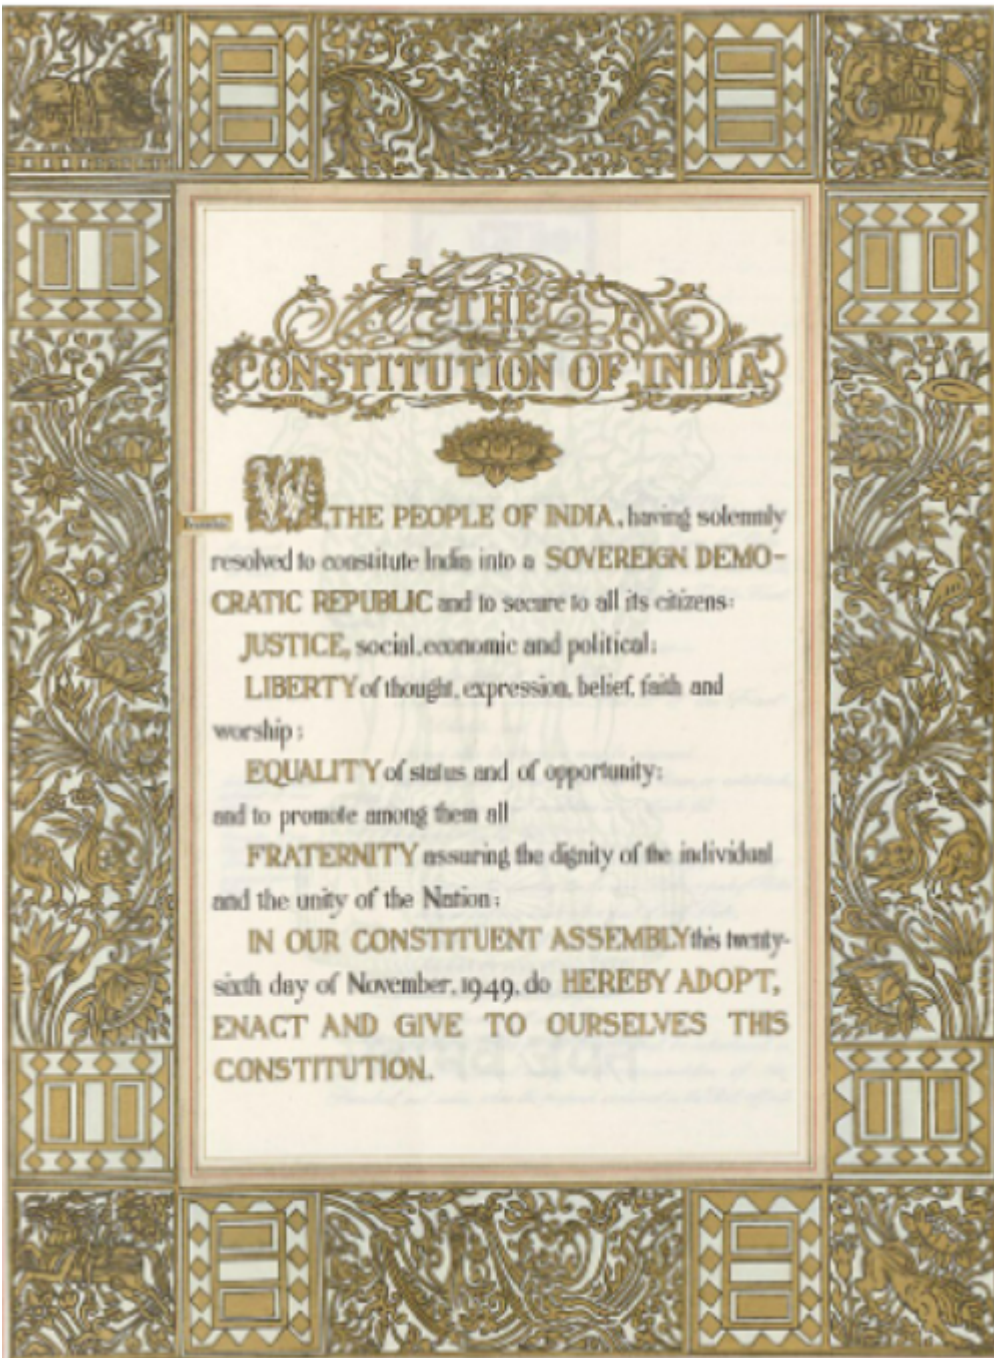 THE
CONSTITUTION OF INDIA
WE, THE PEOPLE OF INDIA, having solemnly
resolved to constitute India into a SOVEREIGN DEMO-
CRATIC REPUBLIC and to secure to all its citizens:
JUSTICE, social, economic and political;
LIBERTY of thought, expression, belief, faith and
worship;
EQUALITY of status and of opportunity;
and to promote among them all
FRATERNITY assuring the dignity of the individual
and the unity of the Nation;
IN OUR CONSTITUENT ASSEMBLY this twenty-
sixth day of November, 1949, do HEREBY ADOPT,
ENACT AND GIVE TO OURSELVES THIS
CONSTITUTION.